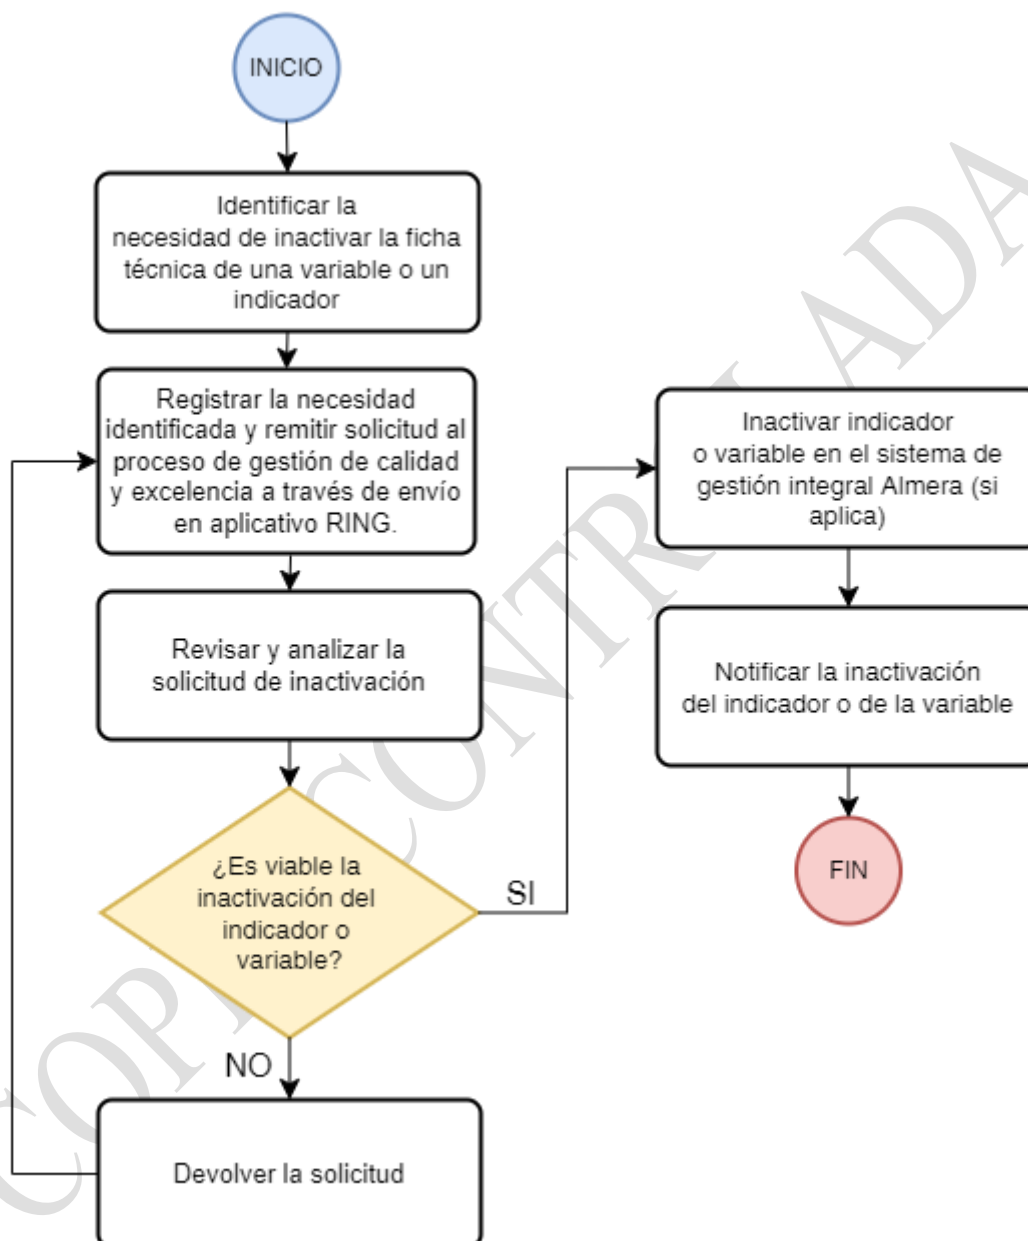 INICIO
Identificar la
necesidad de inactivar la ficha
técnica de una variable o un
indicador
Registrar la necesidad
identificada y remitir solicitud al
proceso de gestión de calidad
y excelencia a través de envío
en aplicativo RING.
Revisar y analizar la
solicitud de inactivación
¿Es viable la
inactivación del
indicador o
variable?
SI
NO
Devolver la solicitud
Inactivar indicador
o variable en el sistema de
gestión integral Almera (si
aplica)
Notificar la inactivación
del indicador o de la variable
FIN